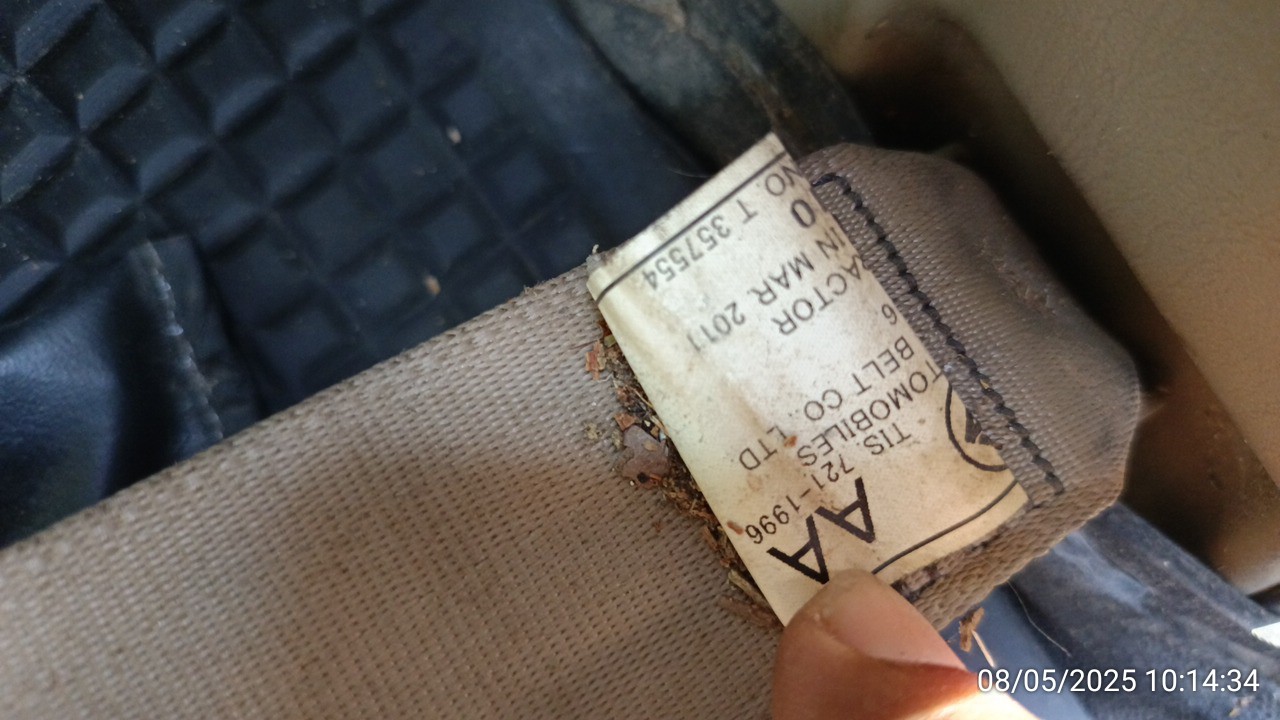 AA
TIS 721-1996
TOMOBILES
BELT CO LTD
6
ACTOR
IN MAR 2011
0
NO. T 357554
08/05/2025 10:14:34